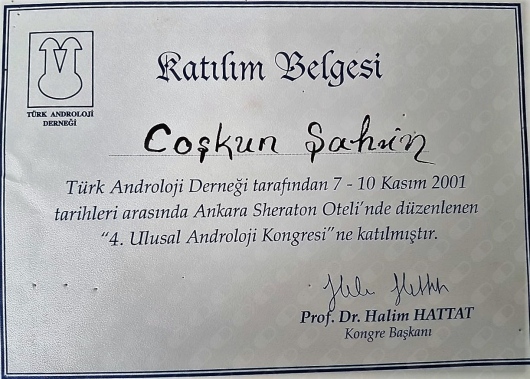 Katılım Belgesi
TÜRK ANDROLOJİ
DERNEĞİ
Coşkun Şahin
Türk Androloji Derneği tarafından 7 - 10 Kasım 2001
tarihleri arasında Ankara Sheraton Oteli'nde düzenlenen
"4. Ulusal Androloji Kongresi"ne katılmıştır.
Prof. Dr. Halim HATTAT
Kongre Başkanı